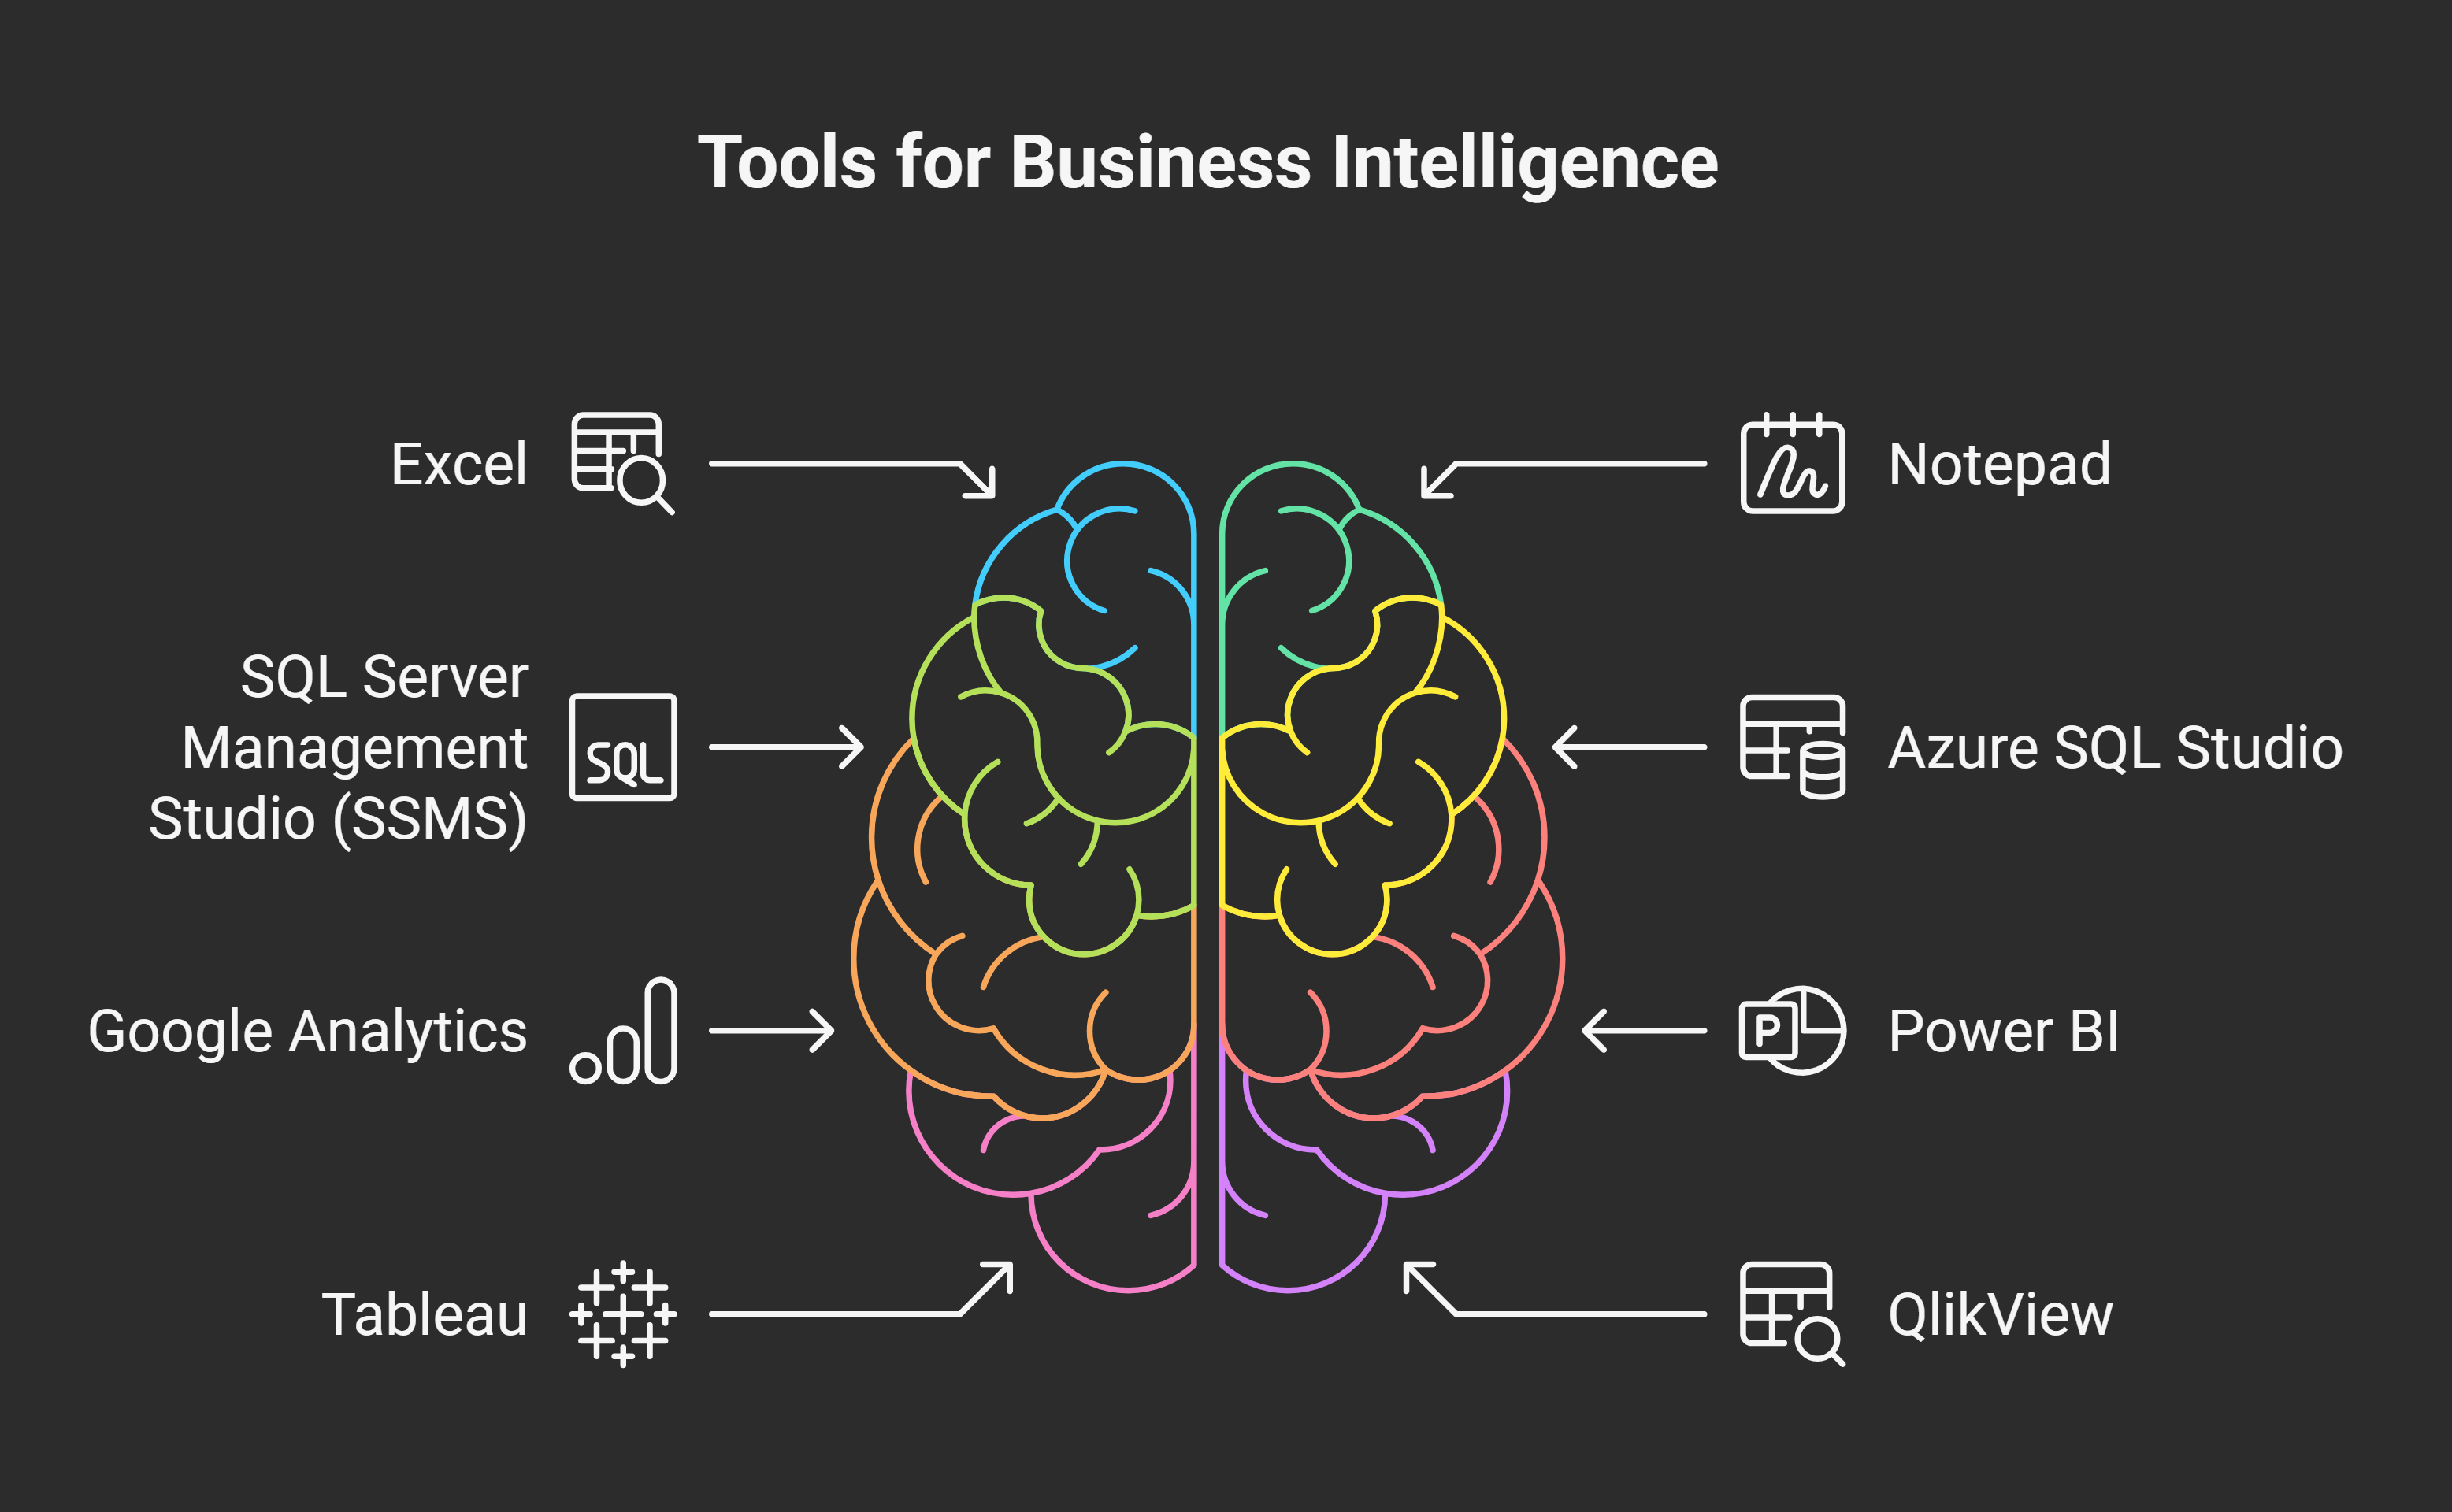 Tools for Business Intelligence
Excel
Notepad
SQL Server
Management
Studio (SSMS)
SQL
Azure SQL Studio
Google Analytics
P
Power BI
Tableau
QlikView